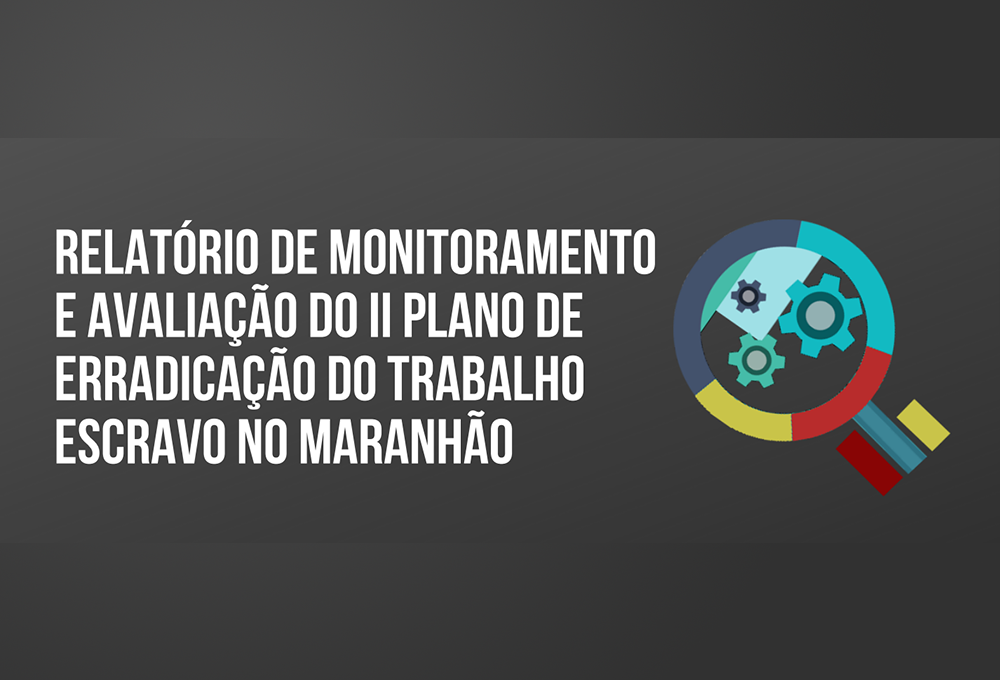 RELATÓRIO DE MONITORAMENTO
E AVALIAÇÃO DO II PLANO DE
ERRADICAÇÃO DO TRABALHO
ESCRAVO NO MARANHÃO